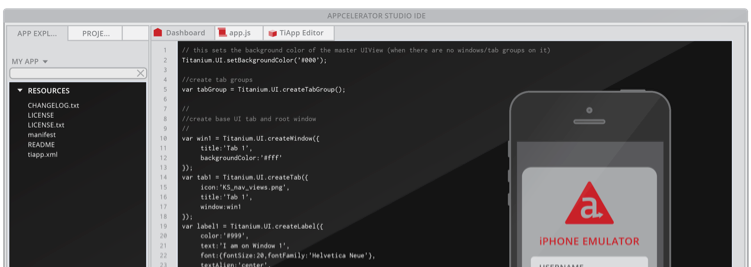 APPCELERATOR STUDIO IDE
APP EXPL...
PROJE...
Dashboard
app.js
TiApp Editor
MY APP
RESOURCES
CHANGELOG.txt
LICENSE
LICENSE.txt
manifest
README
tiapp.xml
1 // this sets the background color of the master UIView (when there are no windows/tab groups on it)
2 Titanium.UI.setBackgroundColor('#000');
3
4 //create tab groups
5 var tabGroup = Titanium.UI.createTabGroup();
6
7 //
8 //create base UI tab and root window
9 //
10 var win1 = Titanium.UI.createWindow({
11 title:'Tab 1',
12 backgroundColor:'#fff'
13 });
14 var tab1 = Titanium.UI.createTab({
15 icon:'KS_nav_views.png',
16 title:'Tab 1',
17 window:win1
18 });
19 var label1 = Titanium.UI.createLabel({
20 color:'#999',
21 text:'I am on Window 1',
22 font:{fontSize:20,fontFamily:'Helvetica Neue'},
23 textAlign:'center',
a
iPHONE EMULATOR
USERNAME